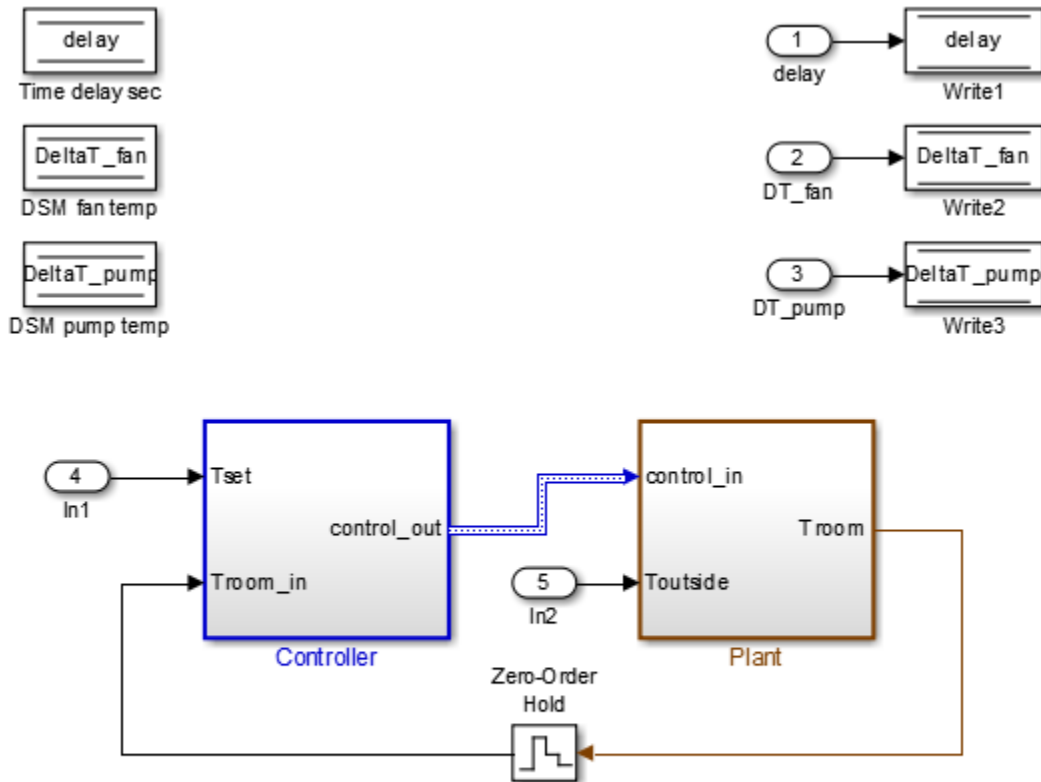 delay
Time delay sec
DeltaT_fan
DSM fan temp
DeltaT_pump
DSM pump temp
1
delay
delay
Write1
2
DT_fan
DeltaT_fan
Write2
3
DT_pump
DeltaT_pump
Write3
4
In1
Tset
control_out
Troom_in
Controller
control_in
Troom
5
In2
Toutside
Plant
Zero-Order
Hold